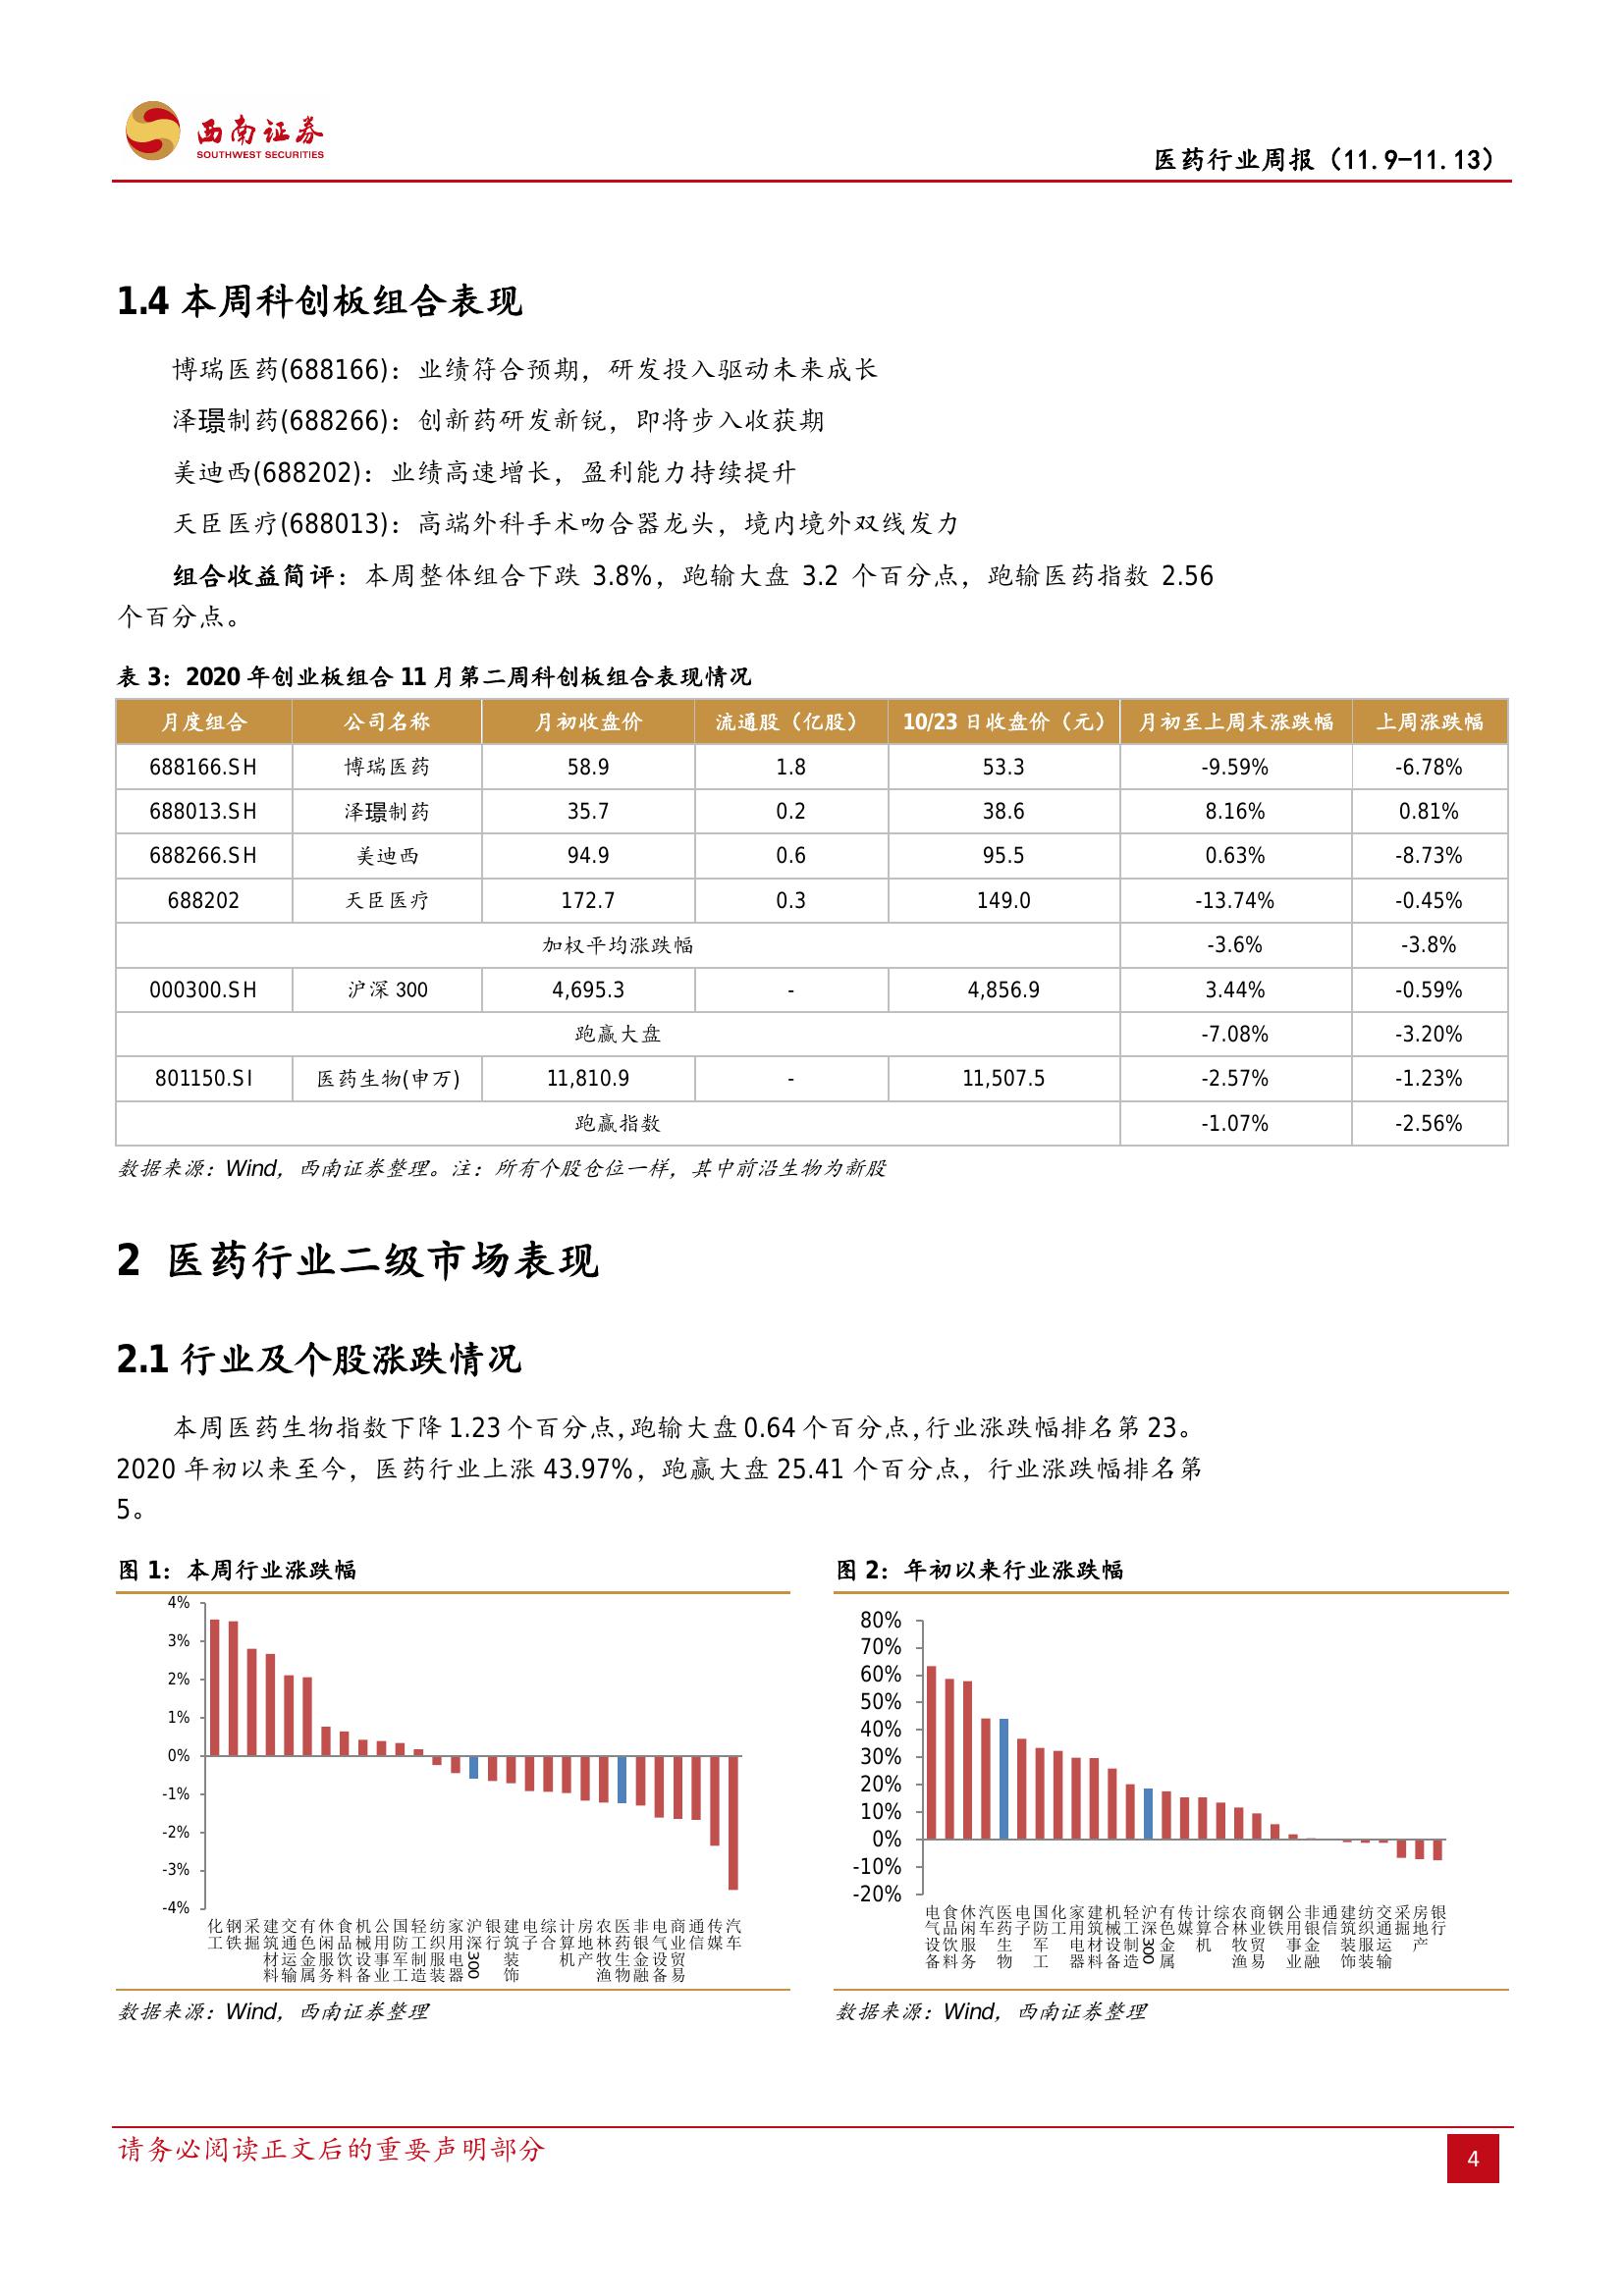 西南证券
SOUTHWEST SECURITIES
医药行业周报（11.9-11.13）
1.4 本周科创板组合表现
博瑞医药(688166)：业绩符合预期，研发投入驱动未来成长
泽璟制药(688266)：创新药研发新锐，即将步入收获期
美迪西(688202)：业绩高速增长，盈利能力持续提升
天臣医疗(688013)：高端外科手术吻合器龙头，境内境外双线发力
组合收益简评：本周整体组合下跌 3.8%，跑输大盘 3.2 个百分点，跑输医药指数 2.56
个百分点。
表 3：2020 年创业板组合 11 月第二周科创板组合表现情况
月度组合 公司名称 月初收盘价 流通股（亿股） 10/23 日收盘价（元） 月初至上周末涨跌幅 上周涨跌幅
688166.SH 博瑞医药 58.9 1.8 53.3 -9.59% -6.78%
688013.SH 泽璟制药 35.7 0.2 38.6 8.16% 0.81%
688266.SH 美迪西 94.9 0.6 95.5 0.63% -8.73%
688202 天臣医疗 172.7 0.3 149.0 -13.74% -0.45%
加权平均涨跌幅 -3.6% -3.8%
000300.SH 沪深 300 4,695.3 - 4,856.9 3.44% -0.59%
跑赢大盘 -7.08% -3.20%
801150.SI 医药生物(申万) 11,810.9 - 11,507.5 -2.57% -1.23%
跑赢指数 -1.07% -2.56%
数据来源：Wind，西南证券整理。注：所有个股仓位一样，其中前沿生物为新股
2 医药行业二级市场表现
2.1 行业及个股涨跌情况
本周医药生物指数下降 1.23 个百分点，跑输大盘 0.64 个百分点，行业涨跌幅排名第 23。
2020 年初以来至今，医药行业上涨 43.97%，跑赢大盘 25.41 个百分点，行业涨跌幅排名第
5。
图 1：本周行业涨跌幅
4%
3%
2%
1%
0%
-1%
-2%
-3%
-4%
化工 钢铁 采掘 建筑材料 交通运输 有色金属 休闲服务 食品饮料 机械设备 公用事业 国防军工 轻工制造 纺织服装 家用电器 沪深300 银行 建筑装饰 电子 综合 计算机 房地产 农林牧渔 医药生物 非银金融 电气设备 商业贸易 通信 传媒 汽车
数据来源：Wind，西南证券整理
图 2：年初以来行业涨跌幅
80%
70%
60%
50%
40%
30%
20%
10%
0%
-10%
-20%
电气设备 食品饮料 休闲服务 汽车 医药生物 电子 国防军工 化工 家用电器 建筑材料 机械设备 轻工制造 沪深300 有色金属 传媒 计算机 综合 农林牧渔 商业贸易 钢铁 公用事业 非银金融 通信 建筑装饰 纺织服装 交通运输 采掘 房地产 银行
数据来源：Wind，西南证券整理
请务必阅读正文后的重要声明部分
4